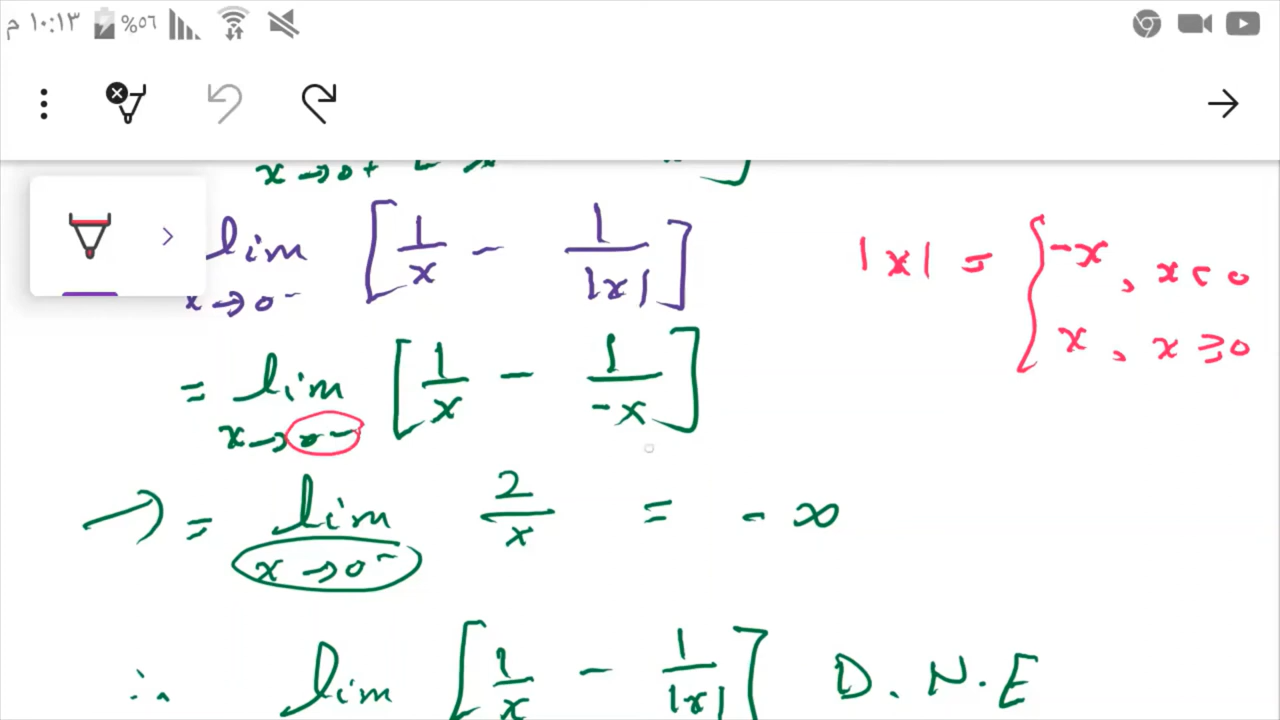 ١٠:١٣ م %٥٦
x→0+
lim x→0⁻ [1/x - 1/|x|]
|x| = { -x , x<0
x , x≥0
= lim x→0⁻ [1/x - 1/-x]
→ = lim x→0⁻ 2/x = -∞
∴ lim [1/x - 1/|x|] D.N.E